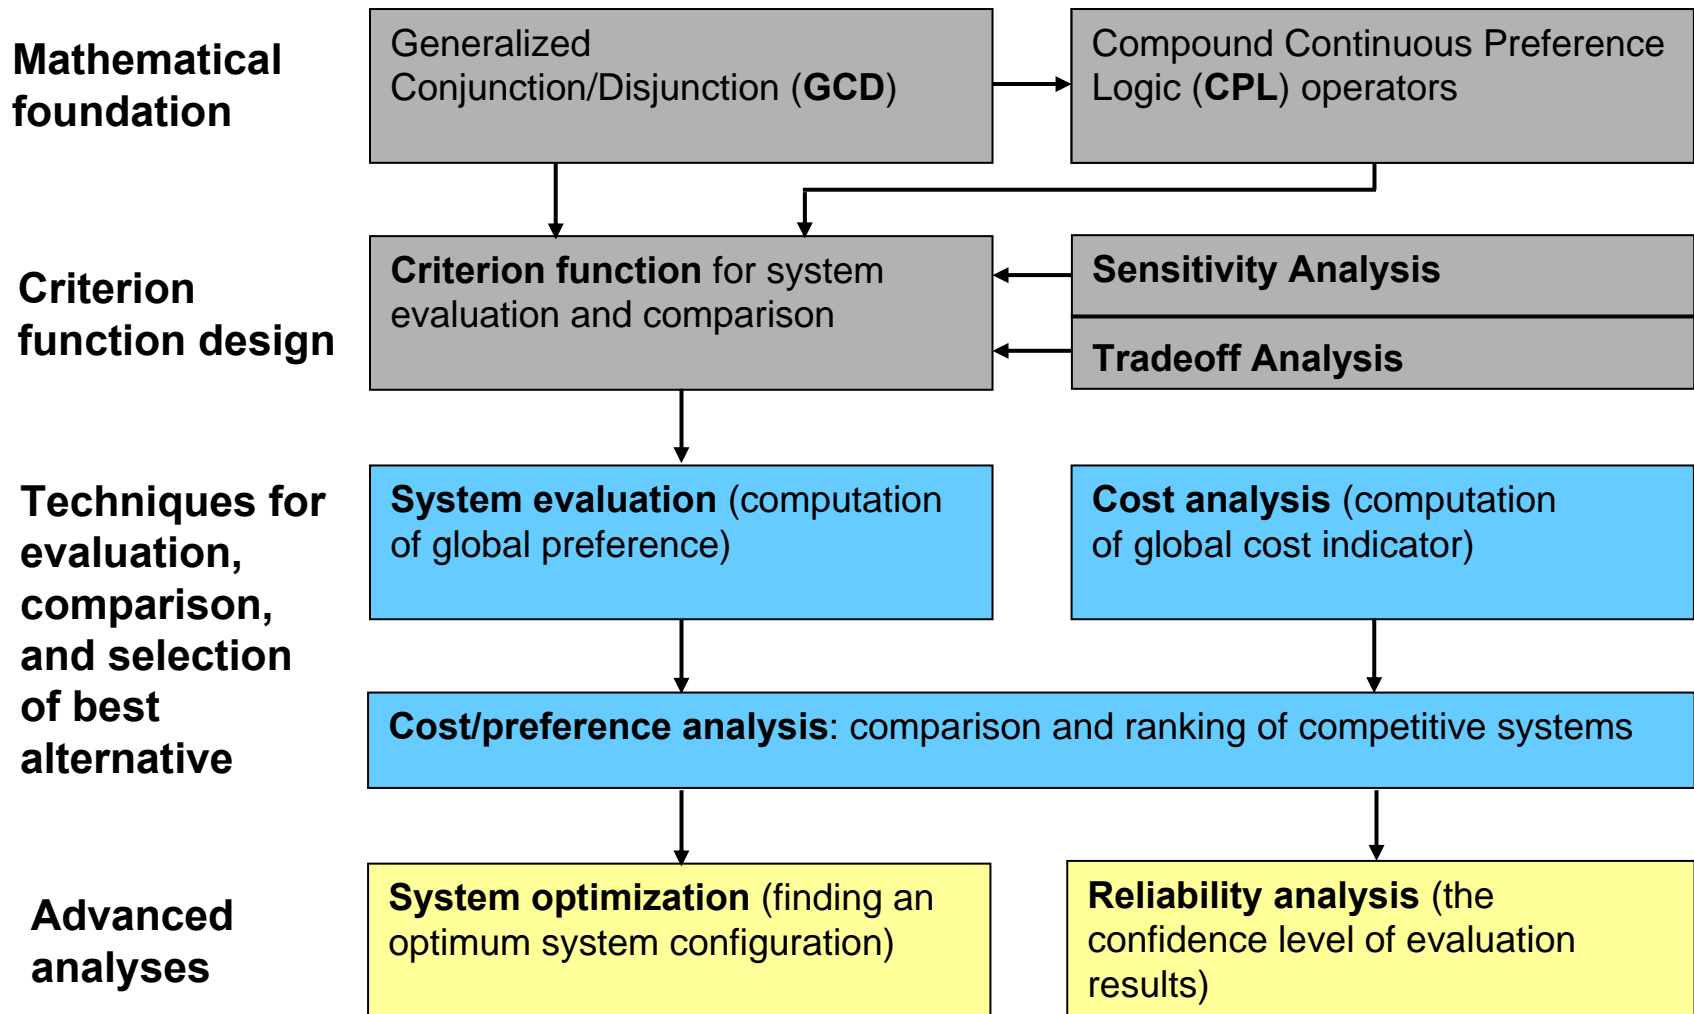 Mathematical
foundation
Generalized
Conjunction/Disjunction (GCD)
Compound Continuous Preference
Logic (CPL) operators
Criterion
function design
Criterion function for system
evaluation and comparison
Sensitivity Analysis
Tradeoff Analysis
Techniques for
evaluation,
comparison,
and selection
of best
alternative
System evaluation (computation
of global preference)
Cost analysis (computation
of global cost indicator)
Cost/preference analysis: comparison and ranking of competitive systems
Advanced
analyses
System optimization (finding an
optimum system configuration)
Reliability analysis (the
confidence level of evaluation
results)